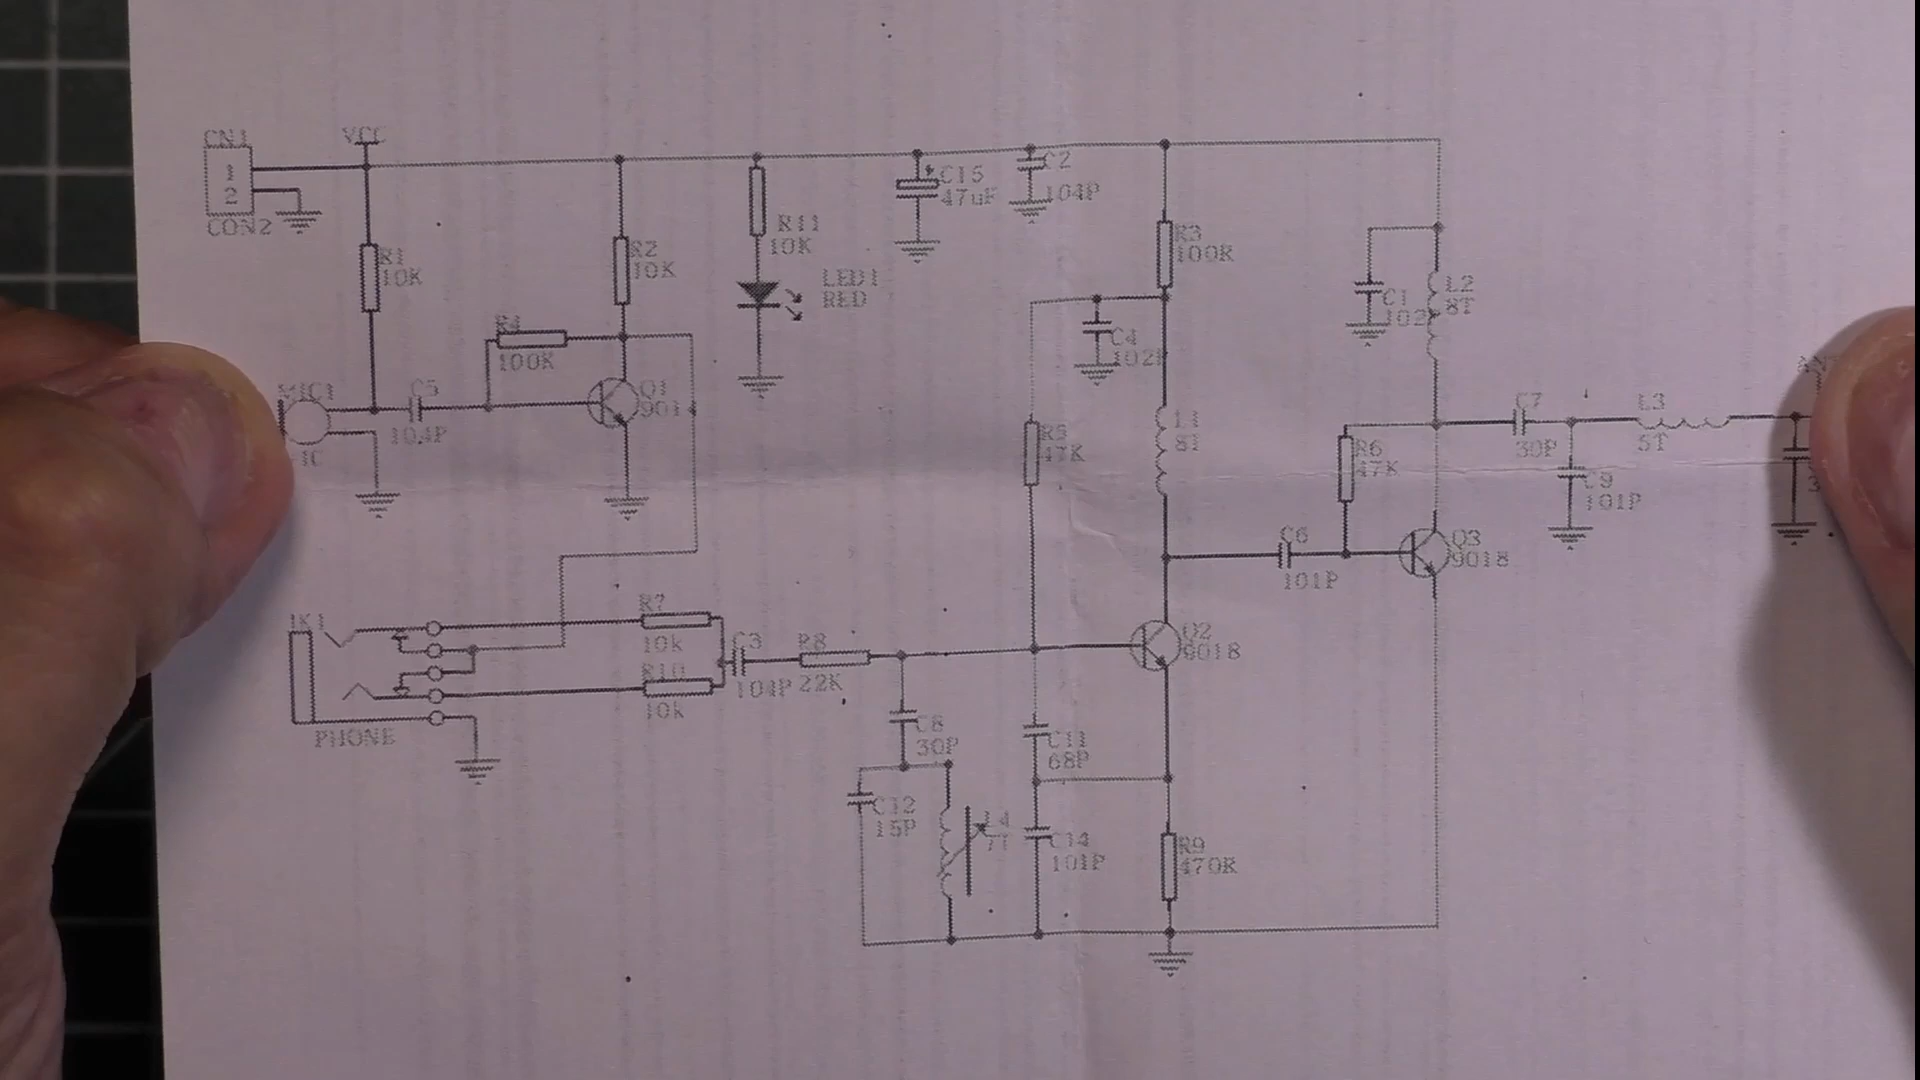 CN1
VCC
1
2
CON2
R1
10K
R2
10K
R11
10K
LED1
RED
C15
47uF
C2
104P
R3
100R
C1
102
L2
8T
C4
102P
R4
100K
MIC1
C5
104P
Q1
901
R5
47K
L1
8T
R6
47K
C7
30P
L3
5T
C9
101P
C6
101P
Q3
9018
JK1
R7
10k
R10
10k
PHONE
C3
104P
R8
22K
Q2
9018
C8
30P
C11
68P
C12
15P
L4
7T
C14
101P
R9
470R